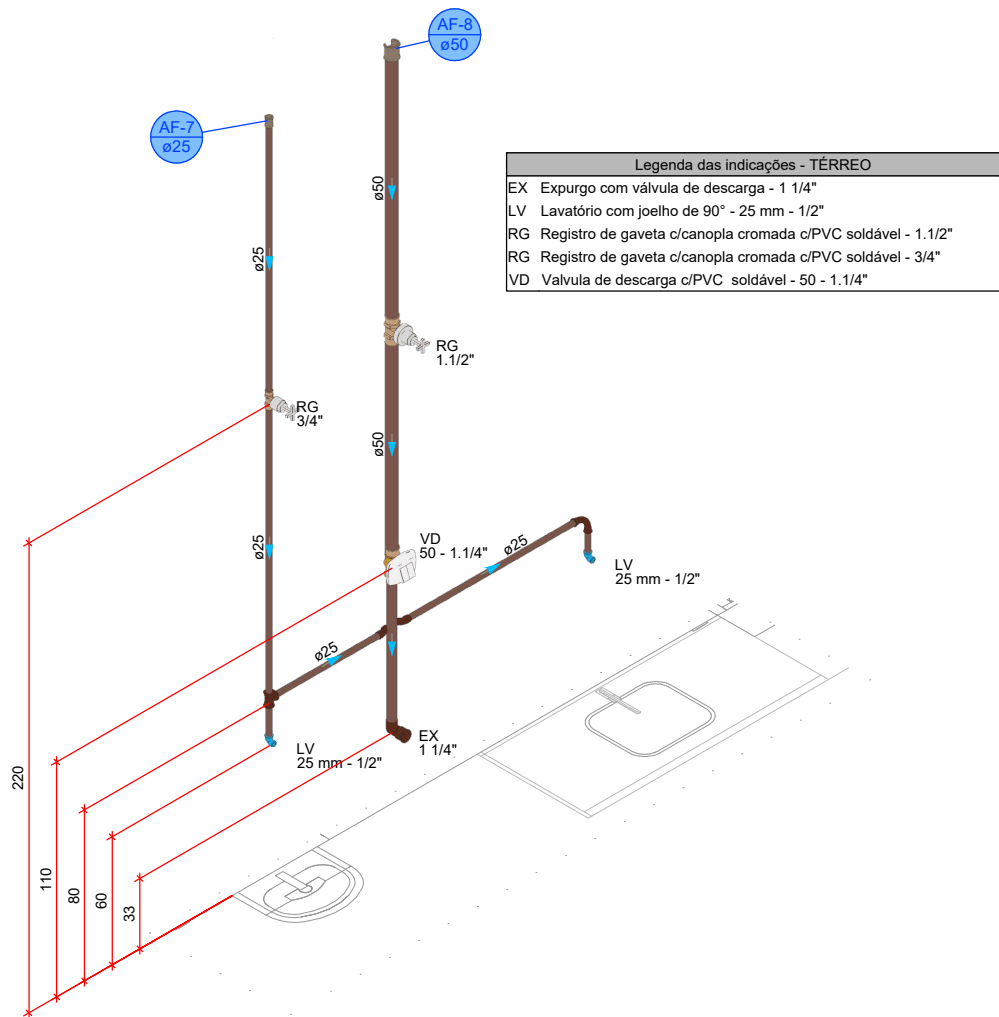 AF-8
ø50
AF-7
ø25
Legenda das indicações - TÉRREO
EX Expurgo com válvula de descarga - 1 1/4"
LV Lavatório com joelho de 90° - 25 mm - 1/2"
RG Registro de gaveta c/canopla cromada c/PVC soldável - 1.1/2"
RG Registro de gaveta c/canopla cromada c/PVC soldável - 3/4"
VD Valvula de descarga c/PVC soldável - 50 - 1.1/4"
ø50
ø25
RG
1.1/2"
RG
3/4"
ø50
ø25
VD
50 - 1.1/4"
ø25
LV
25 mm - 1/2"
ø25
EX
1 1/4"
LV
25 mm - 1/2"
220
110
80
60
33